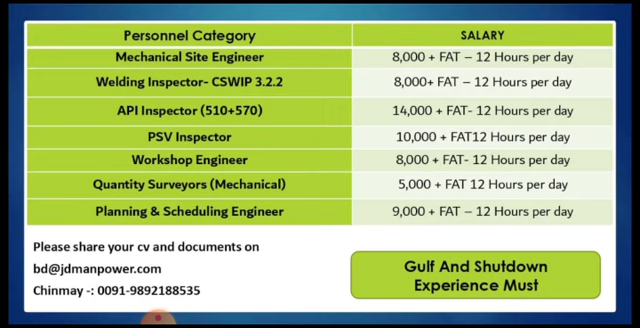 Personnel Category SALARY
Mechanical Site Engineer 8,000 + FAT – 12 Hours per day
Welding Inspector- CSWIP 3.2.2 8,000+ FAT – 12 Hours per day
API Inspector (510+570) 14,000 + FAT- 12 Hours per day
PSV Inspector 10,000 + FAT12 Hours per day
Workshop Engineer 8,000 + FAT- 12 Hours per day
Quantity Surveyors (Mechanical) 5,000 + FAT 12 Hours per day
Planning & Scheduling Engineer 9,000 + FAT – 12 Hours per day
Please share your cv and documents on
bd@jdmanpower.com
Chinmay -: 0091-9892188535
Gulf And Shutdown
Experience Must